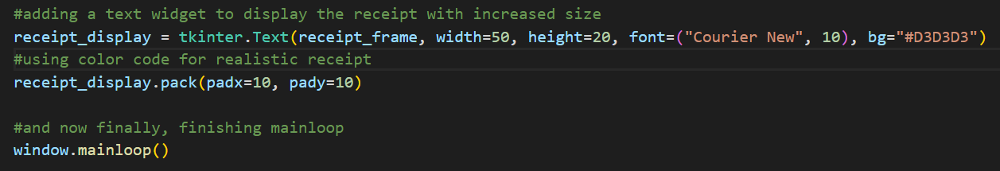 #adding a text widget to display the receipt with increased size
receipt_display = tkinter.Text(receipt_frame, width=50, height=20, font=("Courier New", 10), bg="#D3D3D3")
#using color code for realistic receipt
receipt_display.pack(padx=10, pady=10)
#and now finally, finishing mainloop
window.mainloop()